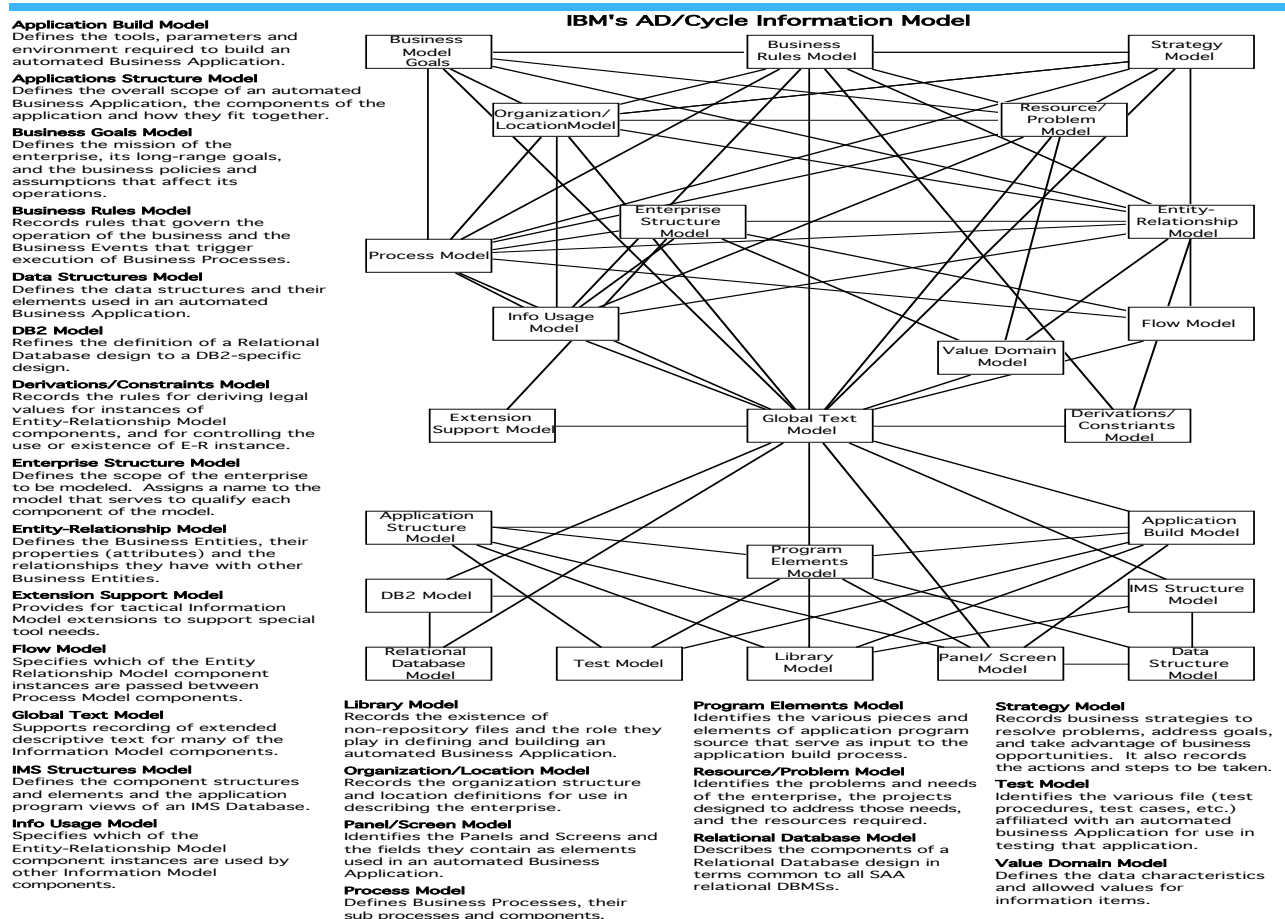 IBM's AD/Cycle Information Model
Application Build Model
Defines the tools, parameters and
environment required to build an
automated Business Application.
Applications Structure Model
Defines the overall scope of an automated
Business Application, the components of the
application and how they fit together.
Business Goals Model
Defines the mission of the
enterprise, its long-range goals,
and the business policies and
assumptions that affect its
operations.
Business Rules Model
Records rules that govern the
operation of the business and the
Business Events that trigger
execution of Business Processes.
Data Structures Model
Defines the data structures and their
elements used in an automated
Business Application.
DB2 Model
Refines the definition of a Relational
Database design to a DB2-specific
design.
Derivations/Constraints Model
Records the rules for deriving legal
values for instances of
Entity-Relationship Model
components, and for controlling the
use or existence of E-R instance.
Enterprise Structure Model
Defines the scope of the enterprise
to be modeled. Assigns a name to the
model that serves to qualify each
component of the model.
Entity-Relationship Model
Defines the Business Entities, their
properties (attributes) and the
relationships they have with other
Business Entities.
Extension Support Model
Provides for tactical Information
Model extensions to support special
tool needs.
Flow Model
Specifies which of the Entity
Relationship Model component
instances are passed between
Process Model components.
Global Text Model
Supports recording of extended
descriptive text for many of the
Information Model components.
IMS Structures Model
Defines the component structures
and elements and the application
program views of an IMS Database.
Info Usage Model
Specifies which of the
Entity-Relationship Model
component instances are used by
other Information Model
components.
Business
Model
Goals
Business
Rules Model
Strategy
Model
Organization/
LocationModel
Resource/
Problem
Model
Enterprise
Structure
Model
Entity-
Relationship
Model
Process Model
Info Usage
Model
Flow Model
Value Domain
Model
Extension
Support Model
Global Text
Model
Derivations/
Constriants
Model
Application
Structure
Model
Application
Build Model
Program
Elements
Model
DB2 Model
IMS Structure
Model
Relational
Database
Model
Test Model
Library
Model
Panel/ Screen
Model
Data
Structure
Model
Library Model
Records the existence of
non-repository files and the role they
play in defining and building an
automated Business Application.
Organization/Location Model
Records the organization structure
and location definitions for use in
describing the enterprise.
Panel/Screen Model
Identifies the Panels and Screens and
the fields they contain as elements
used in an automated Business
Application.
Process Model
Defines Business Processes, their
sub processes and components.
Program Elements Model
Identifies the various pieces and
elements of application program
source that serve as input to the
application build process.
Resource/Problem Model
Identifies the problems and needs
of the enterprise, the projects
designed to address those needs,
and the resources required.
Relational Database Model
Describes the components of a
Relational Database design in
terms common to all SAA
relational DBMSs.
Strategy Model
Records business strategies to
resolve problems, address goals,
and take advantage of business
opportunities. It also records
the actions and steps to be taken.
Test Model
Identifies the various file (test
procedures, test cases, etc.)
affiliated with an automated
business Application for use in
testing that application.
Value Domain Model
Defines the data characteristics
and allowed values for
information items.